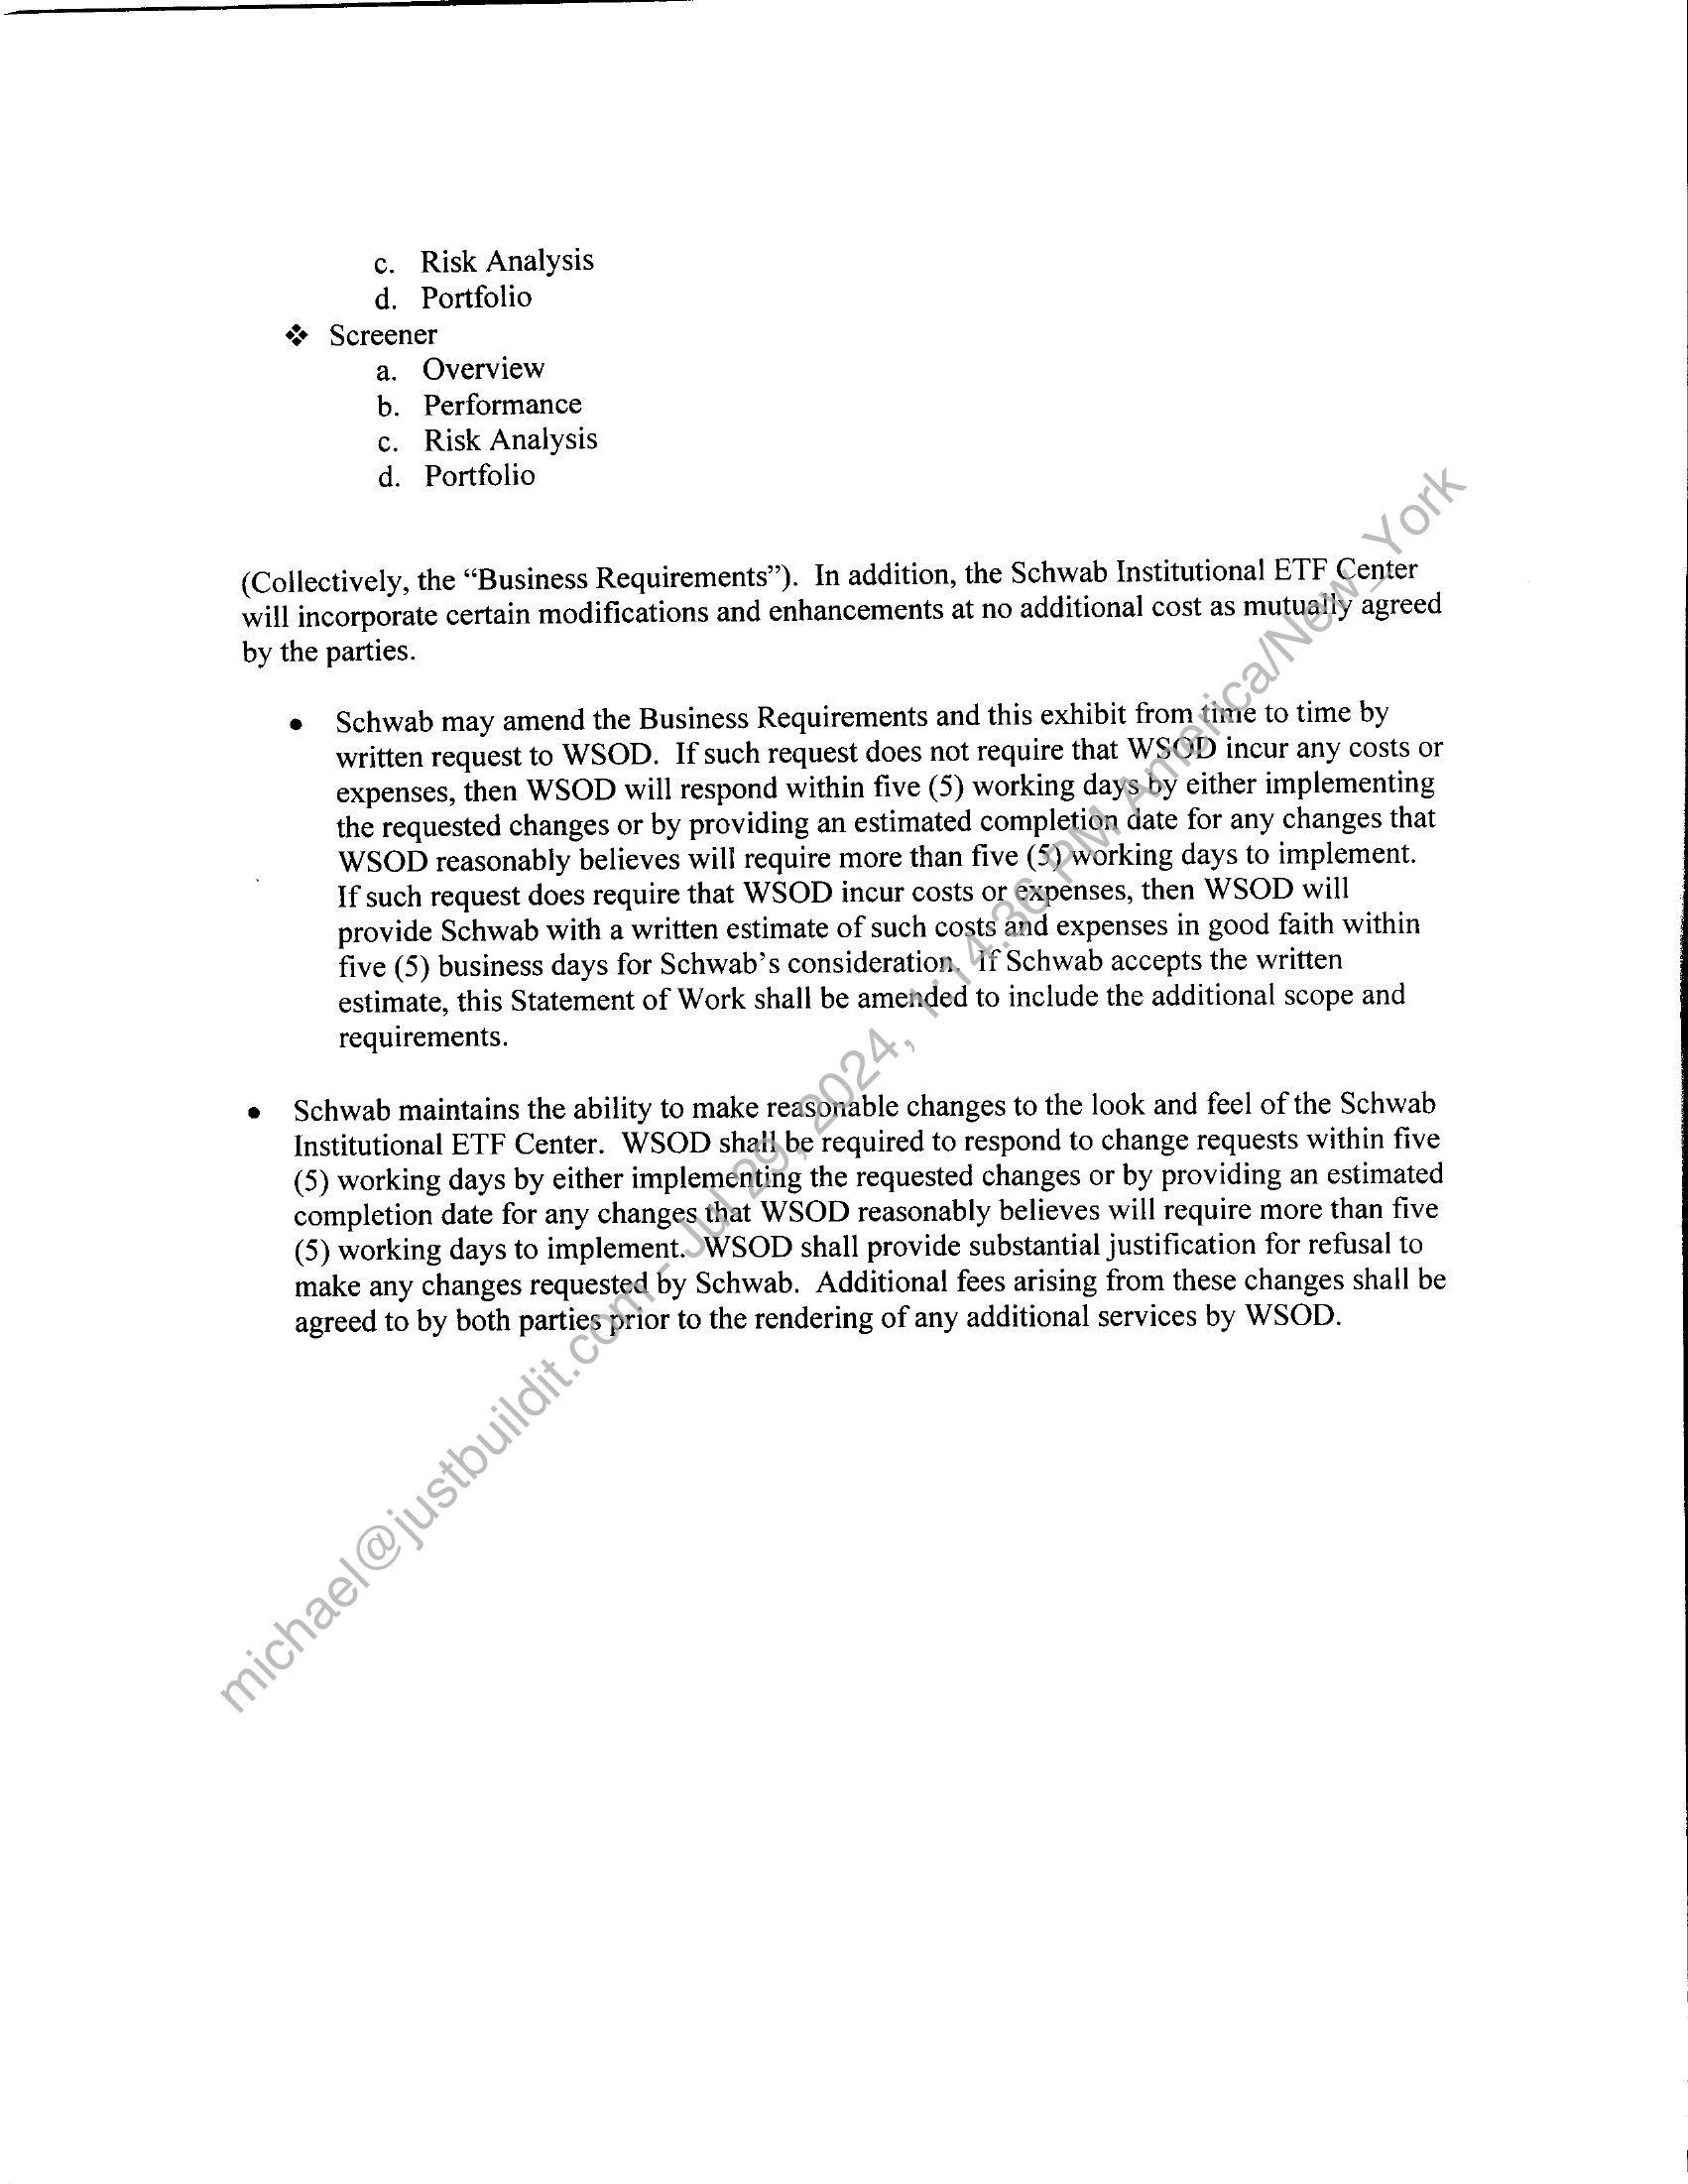 c. Risk Analysis
d. Portfolio
❖ Screener
a. Overview
b. Performance
c. Risk Analysis
d. Portfolio
(Collectively, the “Business Requirements”). In addition, the Schwab Institutional ETF Center
will incorporate certain modifications and enhancements at no additional cost as mutually agreed
by the parties.
• Schwab may amend the Business Requirements and this exhibit from time to time by
written request to WSOD. If such request does not require that WSOD incur any costs or
expenses, then WSOD will respond within five (5) working days by either implementing
the requested changes or by providing an estimated completion date for any changes that
WSOD reasonably believes will require more than five (5) working days to implement.
If such request does require that WSOD incur costs or expenses, then WSOD will
provide Schwab with a written estimate of such costs and expenses in good faith within
five (5) business days for Schwab’s consideration. If Schwab accepts the written
estimate, this Statement of Work shall be amended to include the additional scope and
requirements.
• Schwab maintains the ability to make reasonable changes to the look and feel of the Schwab
Institutional ETF Center. WSOD shall be required to respond to change requests within five
(5) working days by either implementing the requested changes or by providing an estimated
completion date for any changes that WSOD reasonably believes will require more than five
(5) working days to implement. WSOD shall provide substantial justification for refusal to
make any changes requested by Schwab. Additional fees arising from these changes shall be
agreed to by both parties prior to the rendering of any additional services by WSOD.
michael@justbuildit.com - Jul 29, 2024, 1:14:36 PM America/New_York